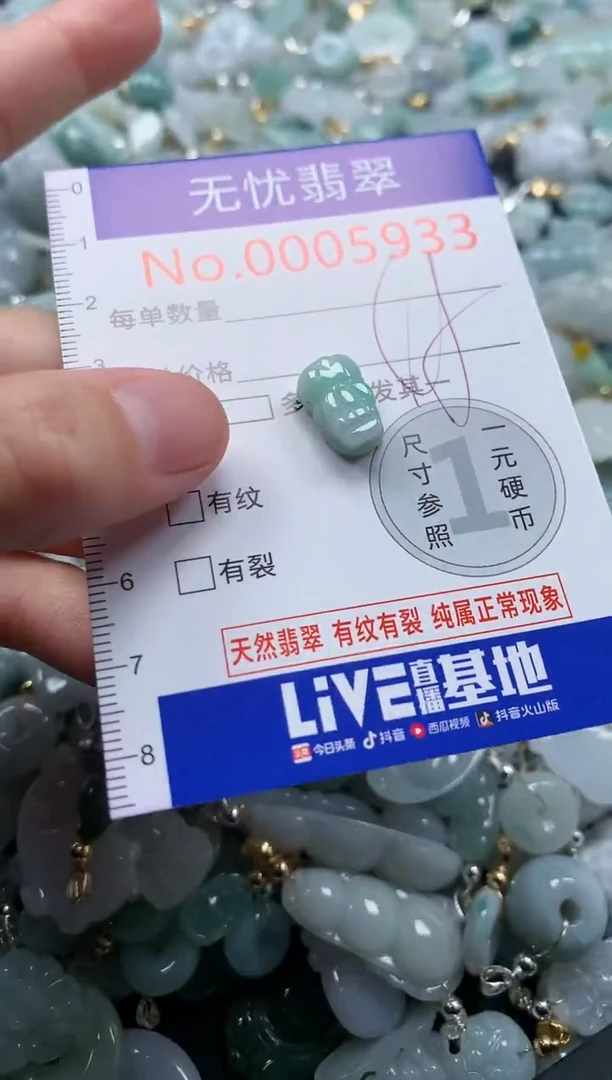 无忧翡翠
No.0005933
0
1
2
每单数量
3
价格
多 发其一
尺寸参照
1
一元硬币
有纹
有裂
6
天然翡翠 有纹有裂 纯属正常现象
7
LiVE直播基地
今日头条 抖音 西瓜视频 抖音火山版
8